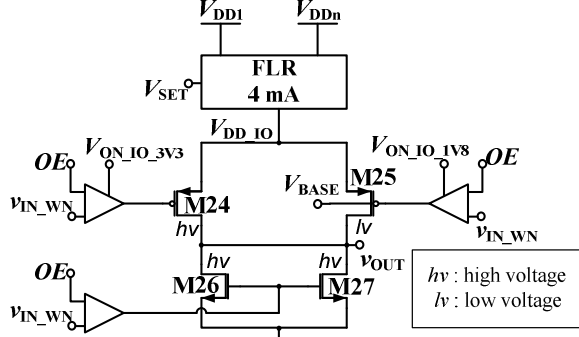 VDD1 VDDn
FLR
VSET
4 mA
VDD_IO
VON_IO_3V3 VON_IO_1V8
OE OE
M25
VBASE
vIN_WN M24 vIN_WN
hv lv
vOUT
OE hv hv
M26 M27
vIN_WN
hv : high voltage
lv : low voltage